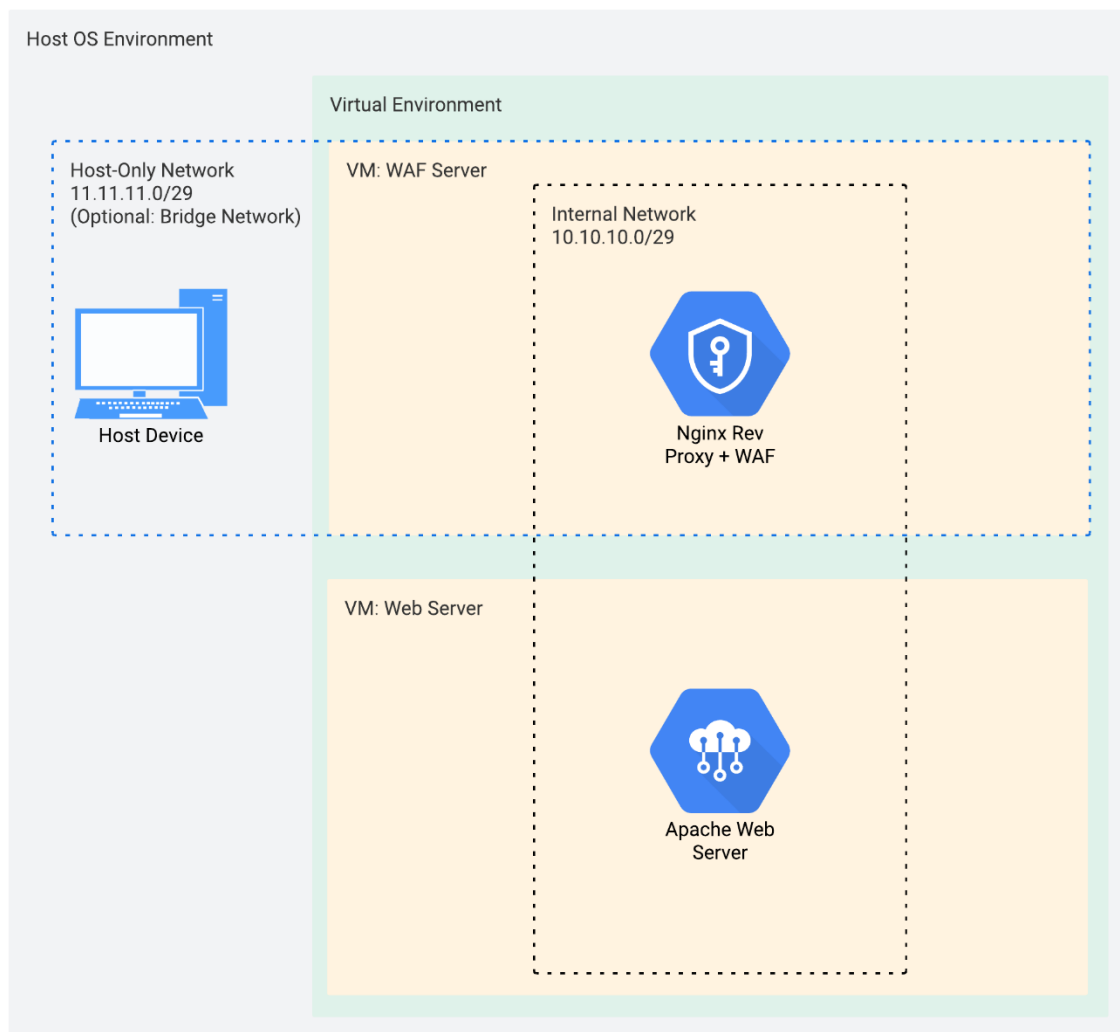 Host OS Environment
Virtual Environment
Host-Only Network
11.11.11.0/29
(Optional: Bridge Network)
VM: WAF Server
Internal Network
10.10.10.0/29
Host Device
Nginx Rev
Proxy + WAF
VM: Web Server
Apache Web
Server